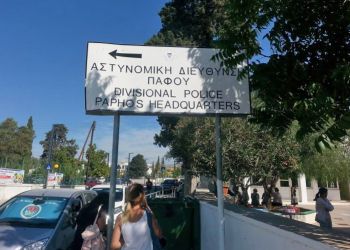 ΑΣΤΥΝΟΜΙΚΗ ΔΙΕΥΘΥΝΣΗ
ΠΑΦΟΥ
DIVISIONAL POLICE
PAPHOS HEADQUARTERS